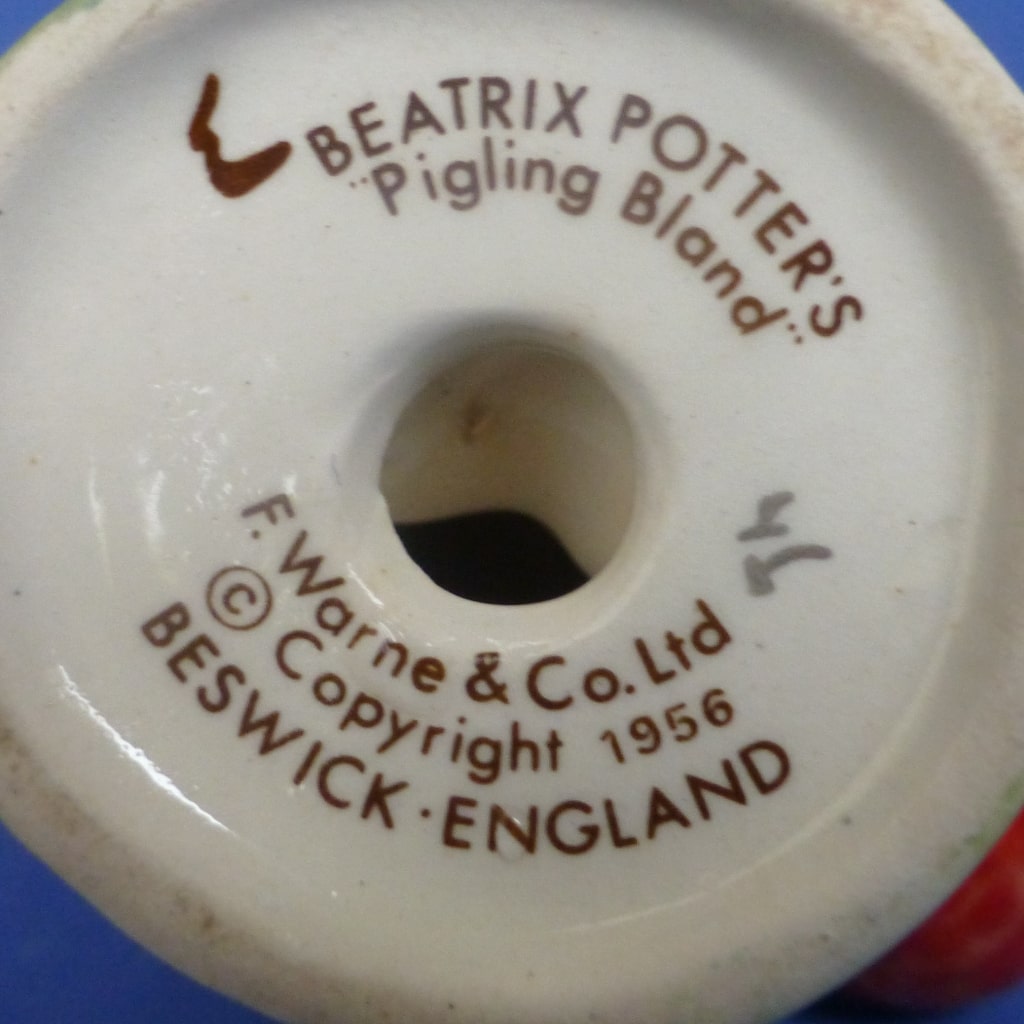 BEATRIX POTTER'S
"Pigling Bland"
F. Warne & Co. Ltd
© Copyright 1956
BESWICK · ENGLAND